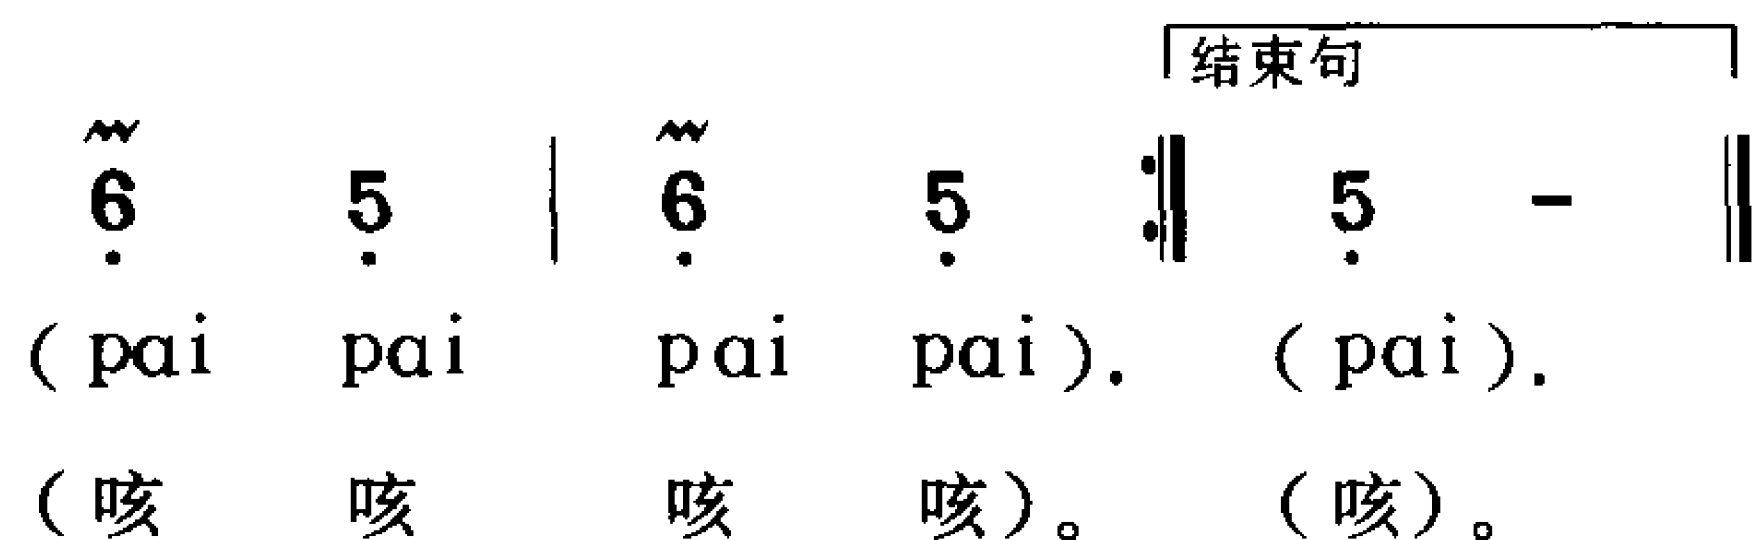 结束句
6 5 | 6 5 :‖ 5 - ‖
(pai pai pai pai). (pai).
(咳 咳 咳 咳)。 (咳)。